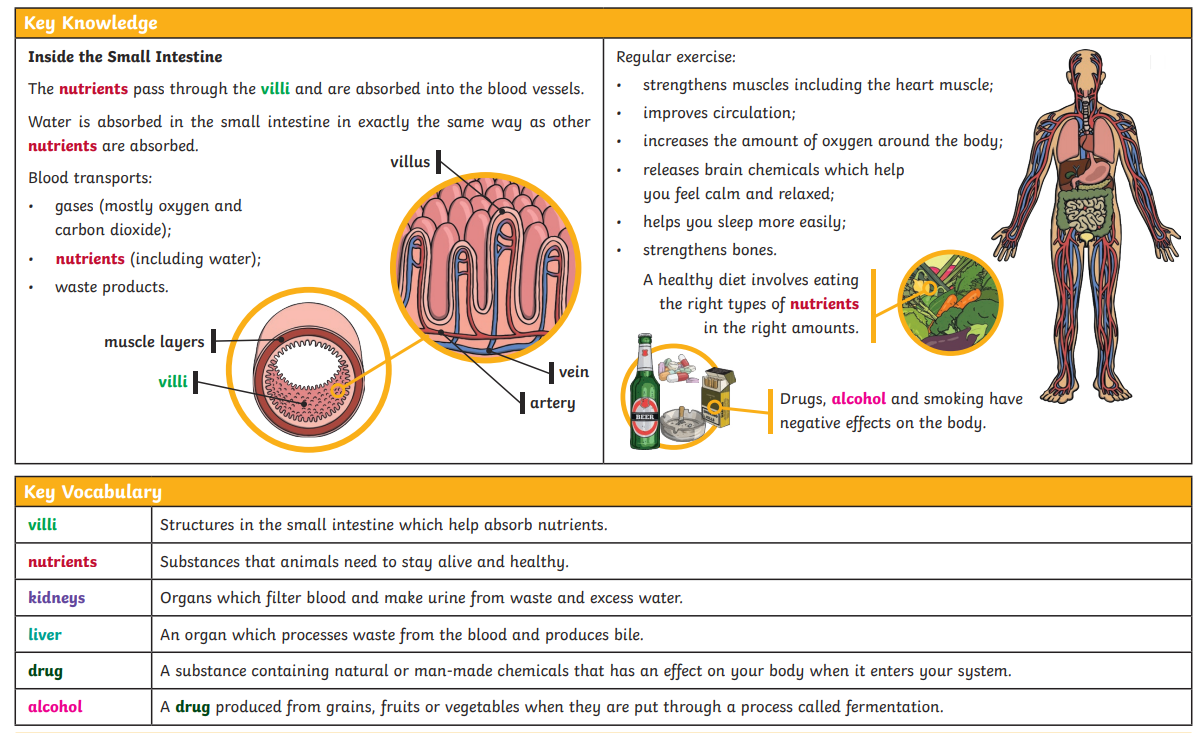 Key Knowledge
Inside the Small Intestine
The nutrients pass through the villi and are absorbed into the blood vessels.
Water is absorbed in the small intestine in exactly the same way as other
nutrients are absorbed.
Blood transports:
• gases (mostly oxygen and
carbon dioxide);
• nutrients (including water);
• waste products.
villus
muscle layers
villi
vein
artery
Regular exercise:
• strengthens muscles including the heart muscle;
• improves circulation;
• increases the amount of oxygen around the body;
• releases brain chemicals which help
you feel calm and relaxed;
• helps you sleep more easily;
• strengthens bones.
A healthy diet involves eating
the right types of nutrients
in the right amounts.
BEER
Drugs, alcohol and smoking have
negative effects on the body.
Key Vocabulary
villi Structures in the small intestine which help absorb nutrients.
nutrients Substances that animals need to stay alive and healthy.
kidneys Organs which filter blood and make urine from waste and excess water.
liver An organ which processes waste from the blood and produces bile.
drug A substance containing natural or man-made chemicals that has an effect on your body when it enters your system.
alcohol A drug produced from grains, fruits or vegetables when they are put through a process called fermentation.